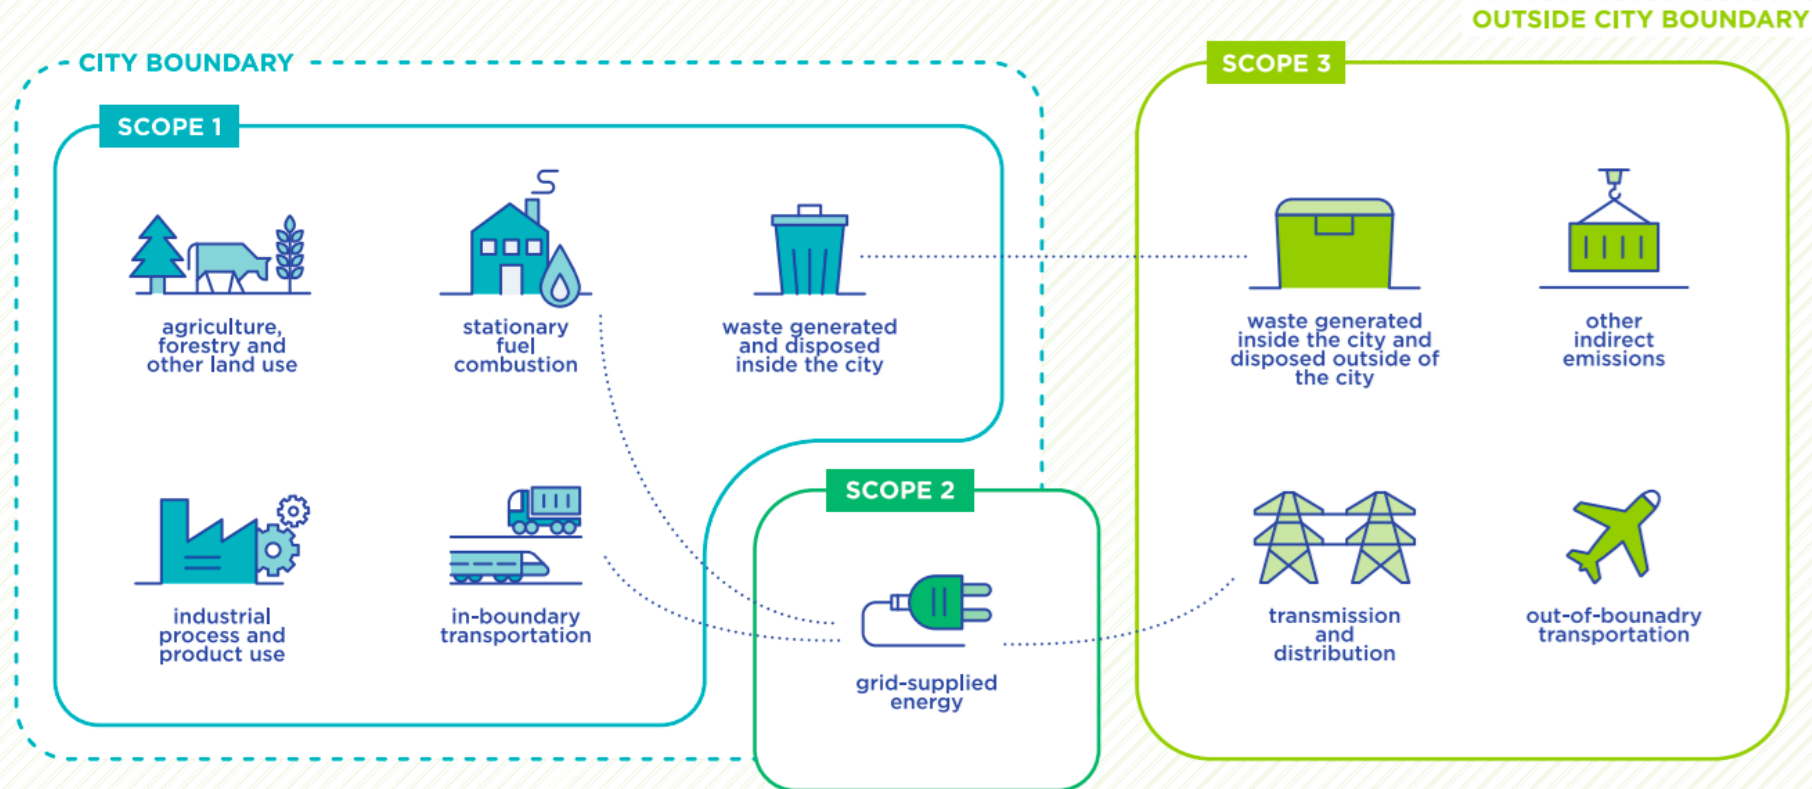 OUTSIDE CITY BOUNDARY
CITY BOUNDARY
SCOPE 3
SCOPE 1
agriculture,
forestry and
other land use
stationary
fuel
combustion
waste generated
and disposed
inside the city
waste generated
inside the city and
disposed outside of
the city
other
indirect
emissions
SCOPE 2
industrial
process and
product use
in-boundary
transportation
grid-supplied
energy
transmission
and
distribution
out-of-bounadry
transportation